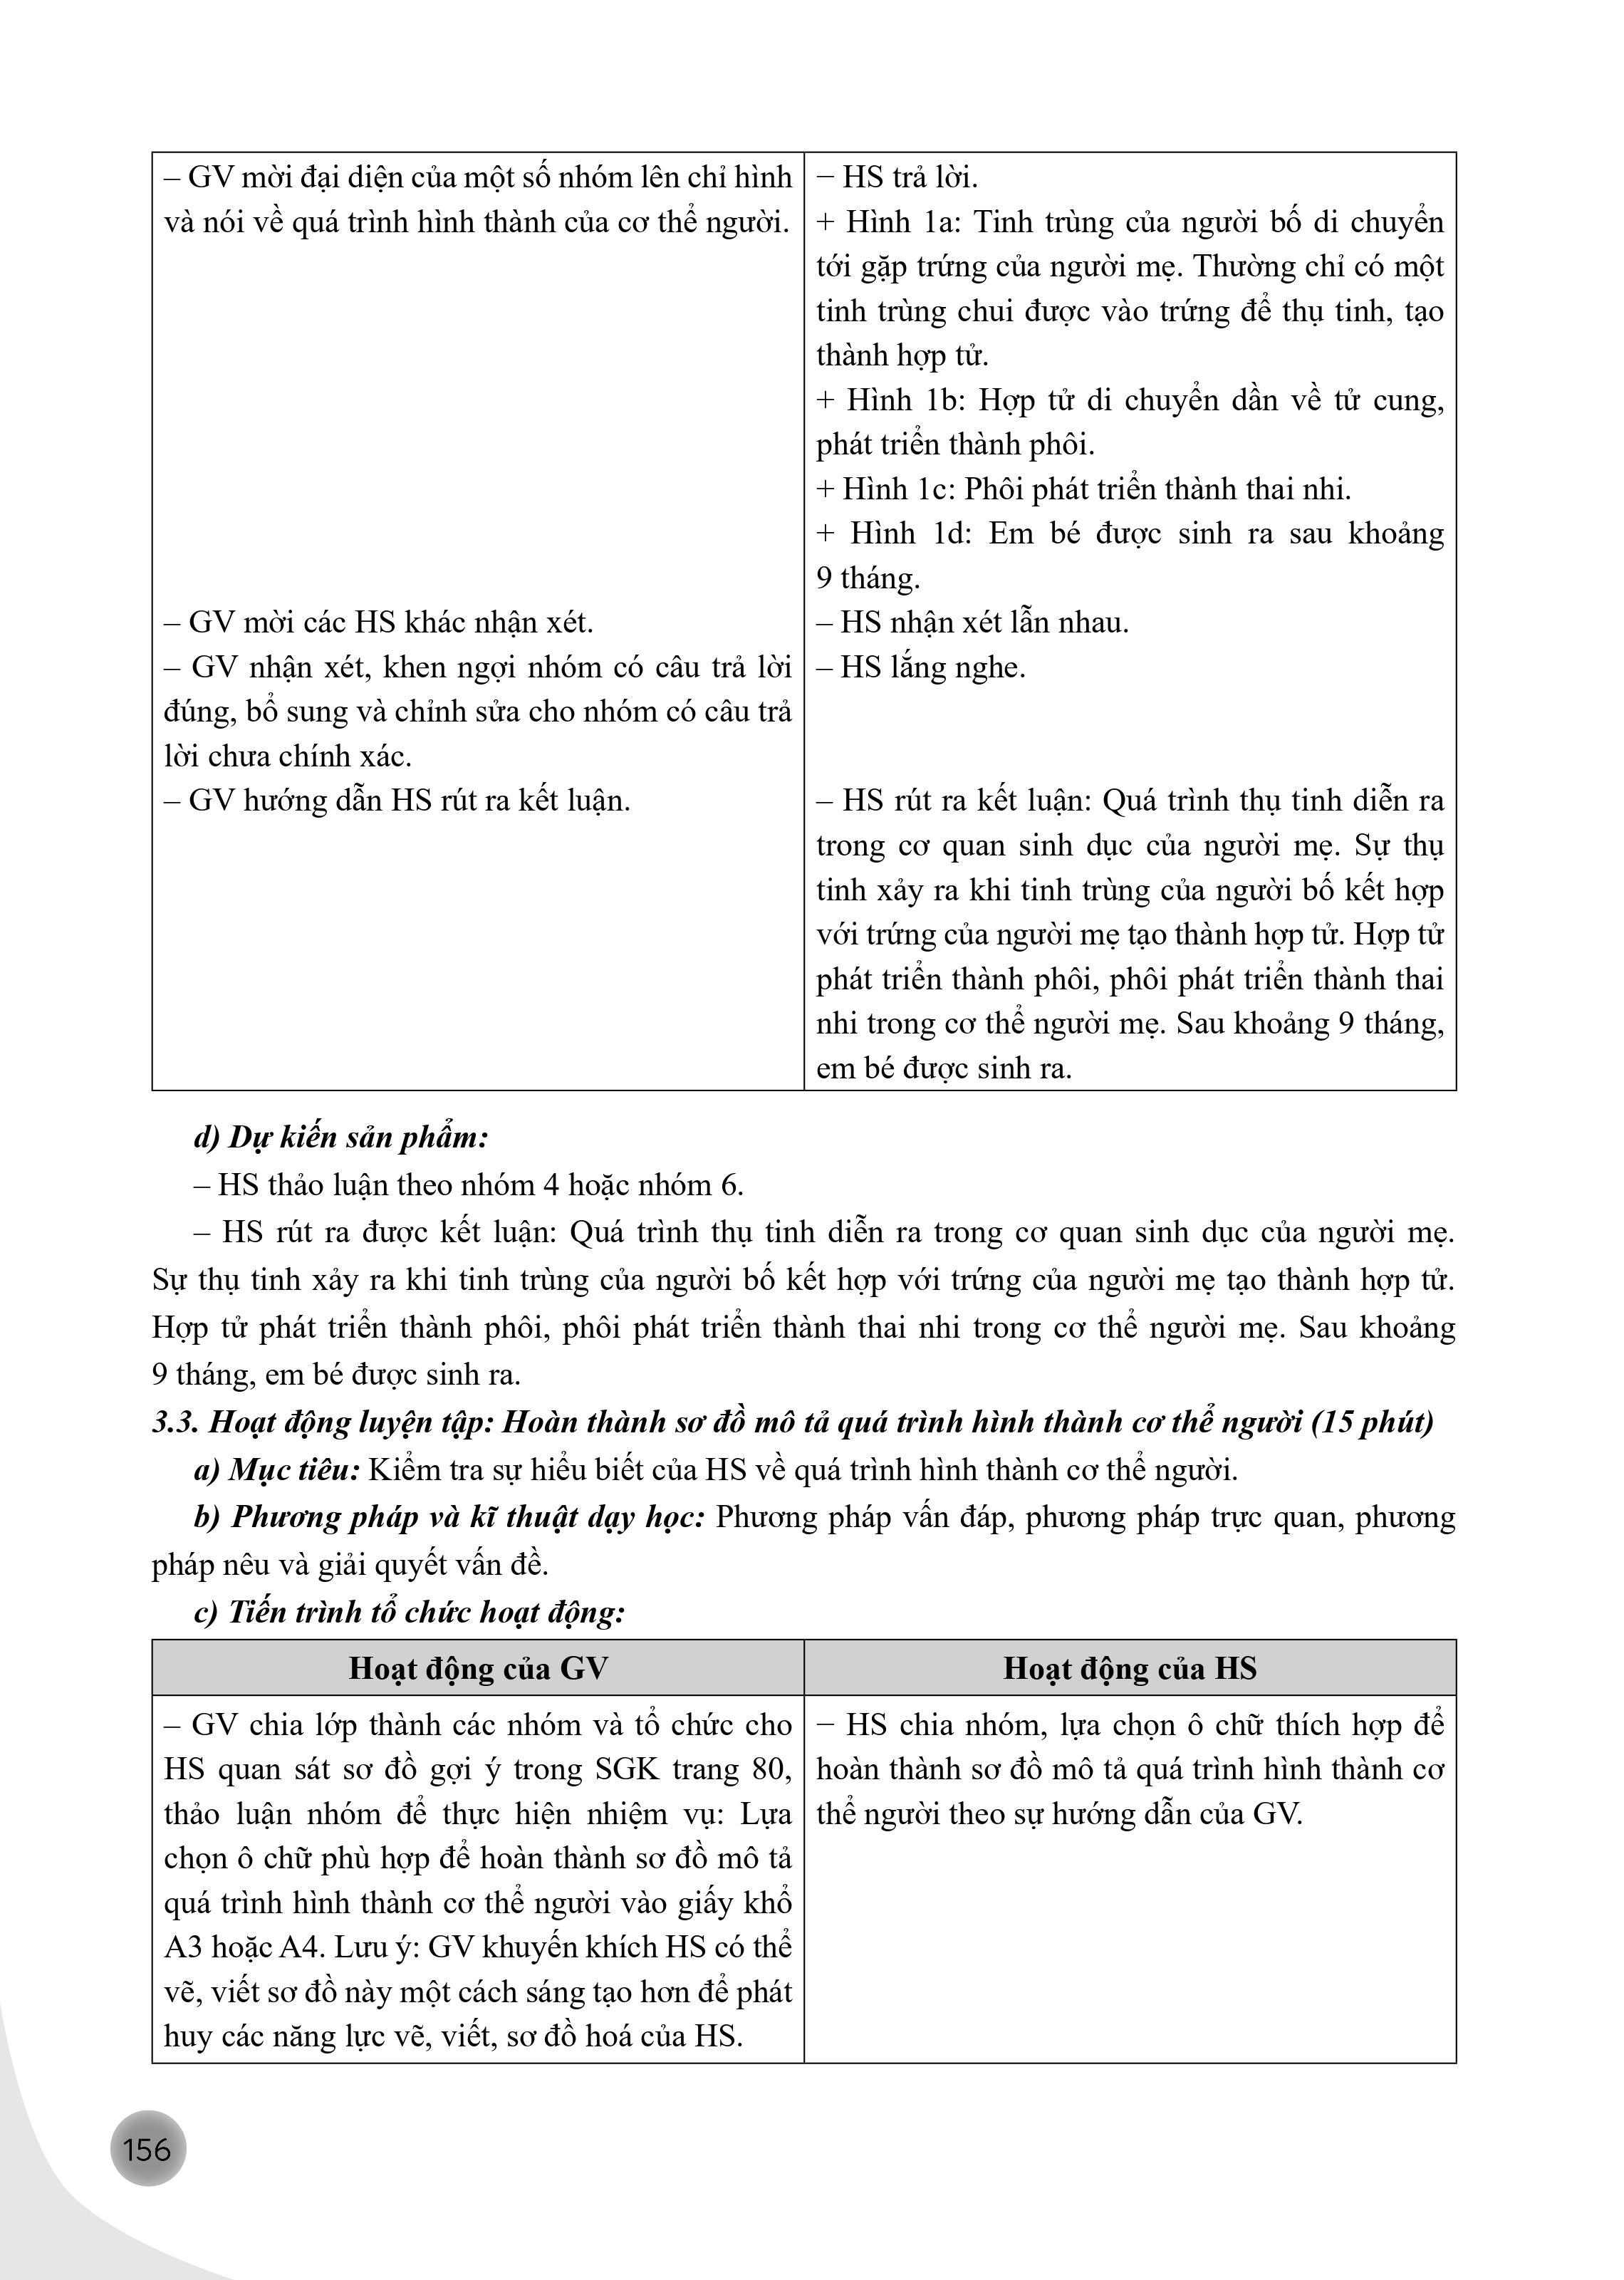 – GV mời đại diện của một số nhóm lên chỉ hình
và nói về quá trình hình thành của cơ thể người.
– HS trả lời.
+ Hình 1a: Tinh trùng của người bố di chuyển
tới gặp trứng của người mẹ. Thường chỉ có một
tinh trùng chui được vào trứng để thụ tinh, tạo
thành hợp tử.
+ Hình 1b: Hợp tử di chuyển dần về tử cung,
phát triển thành phôi.
+ Hình 1c: Phôi phát triển thành thai nhi.
+ Hình 1d: Em bé được sinh ra sau khoảng
9 tháng.
– GV mời các HS khác nhận xét.
– HS nhận xét lẫn nhau.
– GV nhận xét, khen ngợi nhóm có câu trả lời
đúng, bổ sung và chỉnh sửa cho nhóm có câu trả
lời chưa chính xác.
– HS lắng nghe.
– GV hướng dẫn HS rút ra kết luận.
– HS rút ra kết luận: Quá trình thụ tinh diễn ra
trong cơ quan sinh dục của người mẹ. Sự thụ
tinh xảy ra khi tinh trùng của người bố kết hợp
với trứng của người mẹ tạo thành hợp tử. Hợp tử
phát triển thành phôi, phôi phát triển thành thai
nhi trong cơ thể người mẹ. Sau khoảng 9 tháng,
em bé được sinh ra.
d) Dự kiến sản phẩm:
– HS thảo luận theo nhóm 4 hoặc nhóm 6.
– HS rút ra được kết luận: Quá trình thụ tinh diễn ra trong cơ quan sinh dục của người mẹ.
Sự thụ tinh xảy ra khi tinh trùng của người bố kết hợp với trứng của người mẹ tạo thành hợp tử.
Hợp tử phát triển thành phôi, phôi phát triển thành thai nhi trong cơ thể người mẹ. Sau khoảng
9 tháng, em bé được sinh ra.
3.3. Hoạt động luyện tập: Hoàn thành sơ đồ mô tả quá trình hình thành cơ thể người (15 phút)
a) Mục tiêu: Kiểm tra sự hiểu biết của HS về quá trình hình thành cơ thể người.
b) Phương pháp và kĩ thuật dạy học: Phương pháp vấn đáp, phương pháp trực quan, phương
pháp nêu và giải quyết vấn đề.
c) Tiến trình tổ chức hoạt động:
Hoạt động của GV
Hoạt động của HS
– GV chia lớp thành các nhóm và tổ chức cho
HS quan sát sơ đồ gợi ý trong SGK trang 80,
thảo luận nhóm để thực hiện nhiệm vụ: Lựa
chọn ô chữ phù hợp để hoàn thành sơ đồ mô tả
quá trình hình thành cơ thể người vào giấy khổ
A3 hoặc A4. Lưu ý: GV khuyến khích HS có thể
vẽ, viết sơ đồ này một cách sáng tạo hơn để phát
huy các năng lực vẽ, viết, sơ đồ hoá của HS.
– HS chia nhóm, lựa chọn ô chữ thích hợp để
hoàn thành sơ đồ mô tả quá trình hình thành cơ
thể người theo sự hướng dẫn của GV.
156